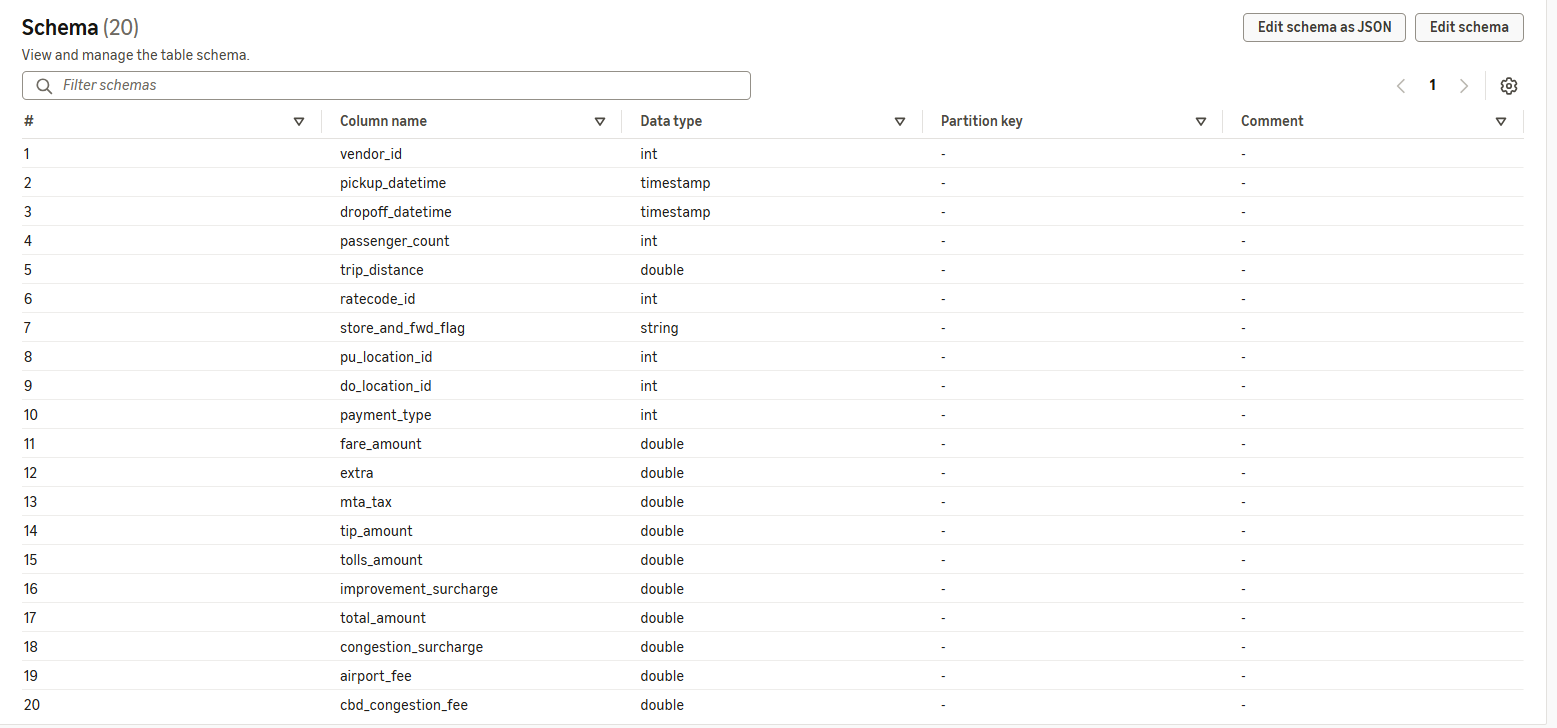 Schema (20)
Edit schema as JSON
Edit schema
View and manage the table schema.
Filter schemas
1
# Column name Data type Partition key Comment
1 vendor_id int - -
2 pickup_datetime timestamp - -
3 dropoff_datetime timestamp - -
4 passenger_count int - -
5 trip_distance double - -
6 ratecode_id int - -
7 store_and_fwd_flag string - -
8 pu_location_id int - -
9 do_location_id int - -
10 payment_type int - -
11 fare_amount double - -
12 extra double - -
13 mta_tax double - -
14 tip_amount double - -
15 tolls_amount double - -
16 improvement_surcharge double - -
17 total_amount double - -
18 congestion_surcharge double - -
19 airport_fee double - -
20 cbd_congestion_fee double - -